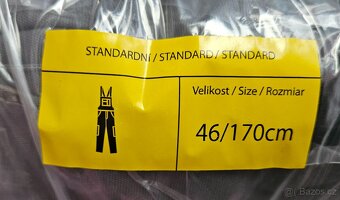 STANDARDNÍ / STANDARD / STANDARD
Velikost / Size / Rozmiar
46/170cm
Bazos.cz